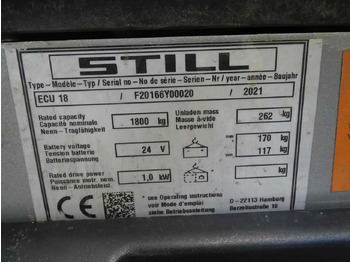 STILL
Type-Modèle-Typ / Serial no-No de série-Serien-Nr / year-année-Baujahr
ECU 18 / F20166Y00020 / 2021
Rated capacity
Capacité nominale 1800 kg
Nenn-Tragfähigkeit
Unladen mass
Masse à-vide 262 kg
Leergewicht
Battery voltage
Tension batterie 24 V
Batteriespannung
170 kg
117 kg
Rated drive power
Puissance motr. nom. 1,0 kW
Nenn-Antriebsleist.
kg
CE
* see Operating instructions
voir Mode d'emploi
siehe Betriebsanleitung
D-22113 Hamburg
Berzeliusstraße 10